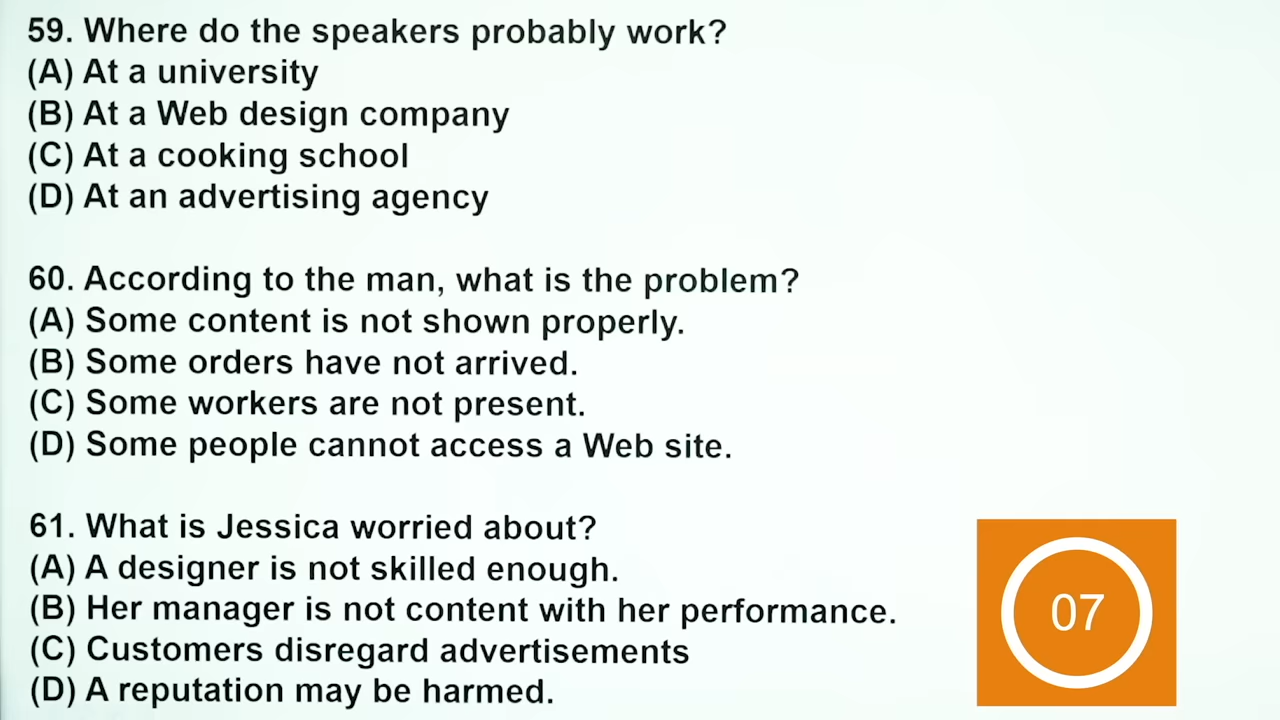 59. Where do the speakers probably work?
(A) At a university
(B) At a Web design company
(C) At a cooking school
(D) At an advertising agency
60. According to the man, what is the problem?
(A) Some content is not shown properly.
(B) Some orders have not arrived.
(C) Some workers are not present.
(D) Some people cannot access a Web site.
61. What is Jessica worried about?
(A) A designer is not skilled enough.
(B) Her manager is not content with her performance.
(C) Customers disregard advertisements
(D) A reputation may be harmed.
07